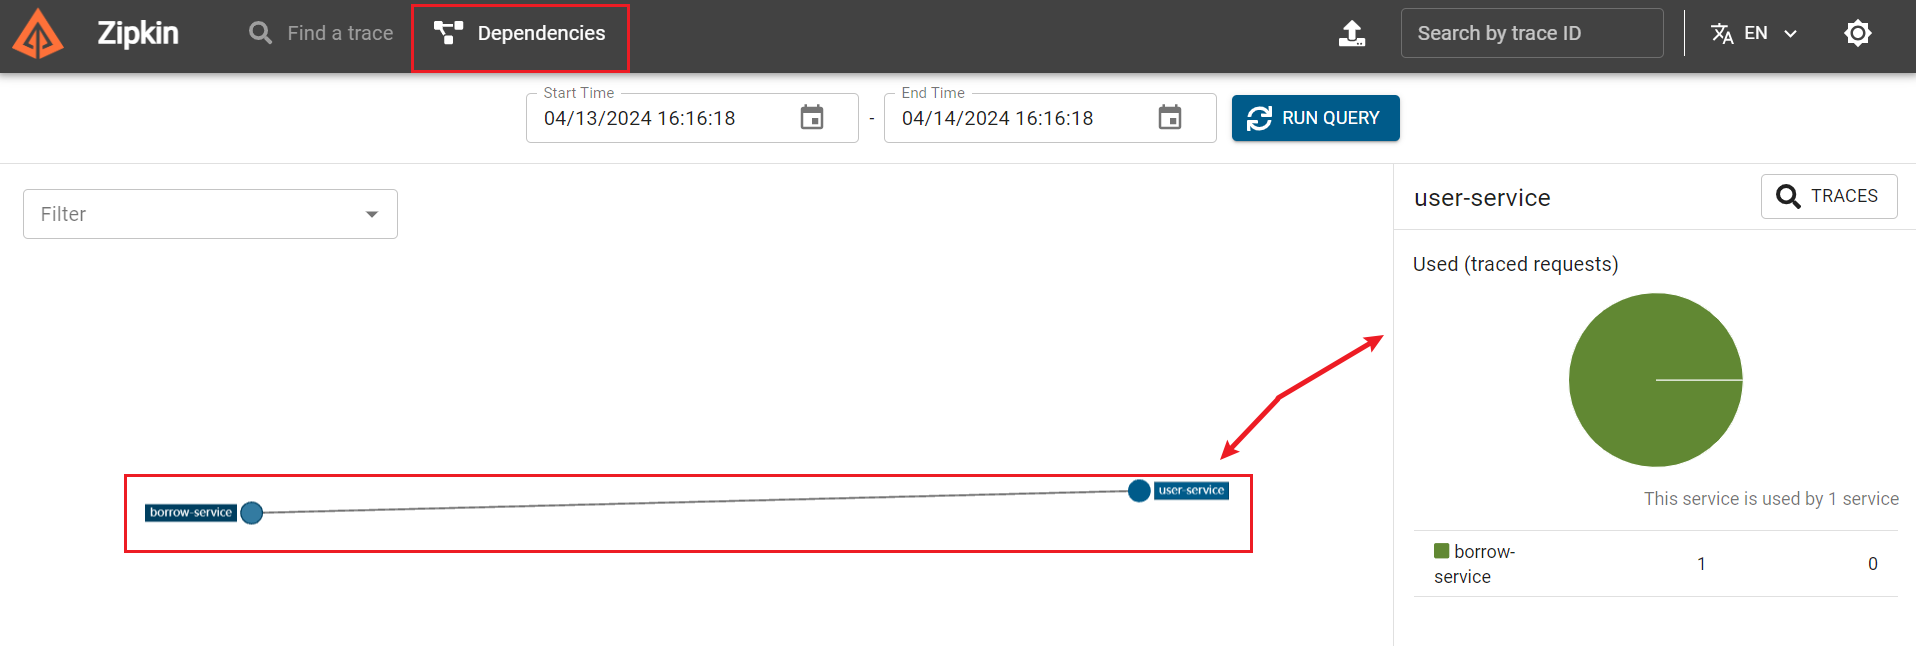 Zipkin
Find a trace
Dependencies
Search by trace ID
EN
Start Time
04/13/2024 16:16:18
-
End Time
04/14/2024 16:16:18
RUN QUERY
Filter
user-service
TRACES
Used (traced requests)
borrow-service
user-service
This service is used by 1 service
borrow-
service
1
0